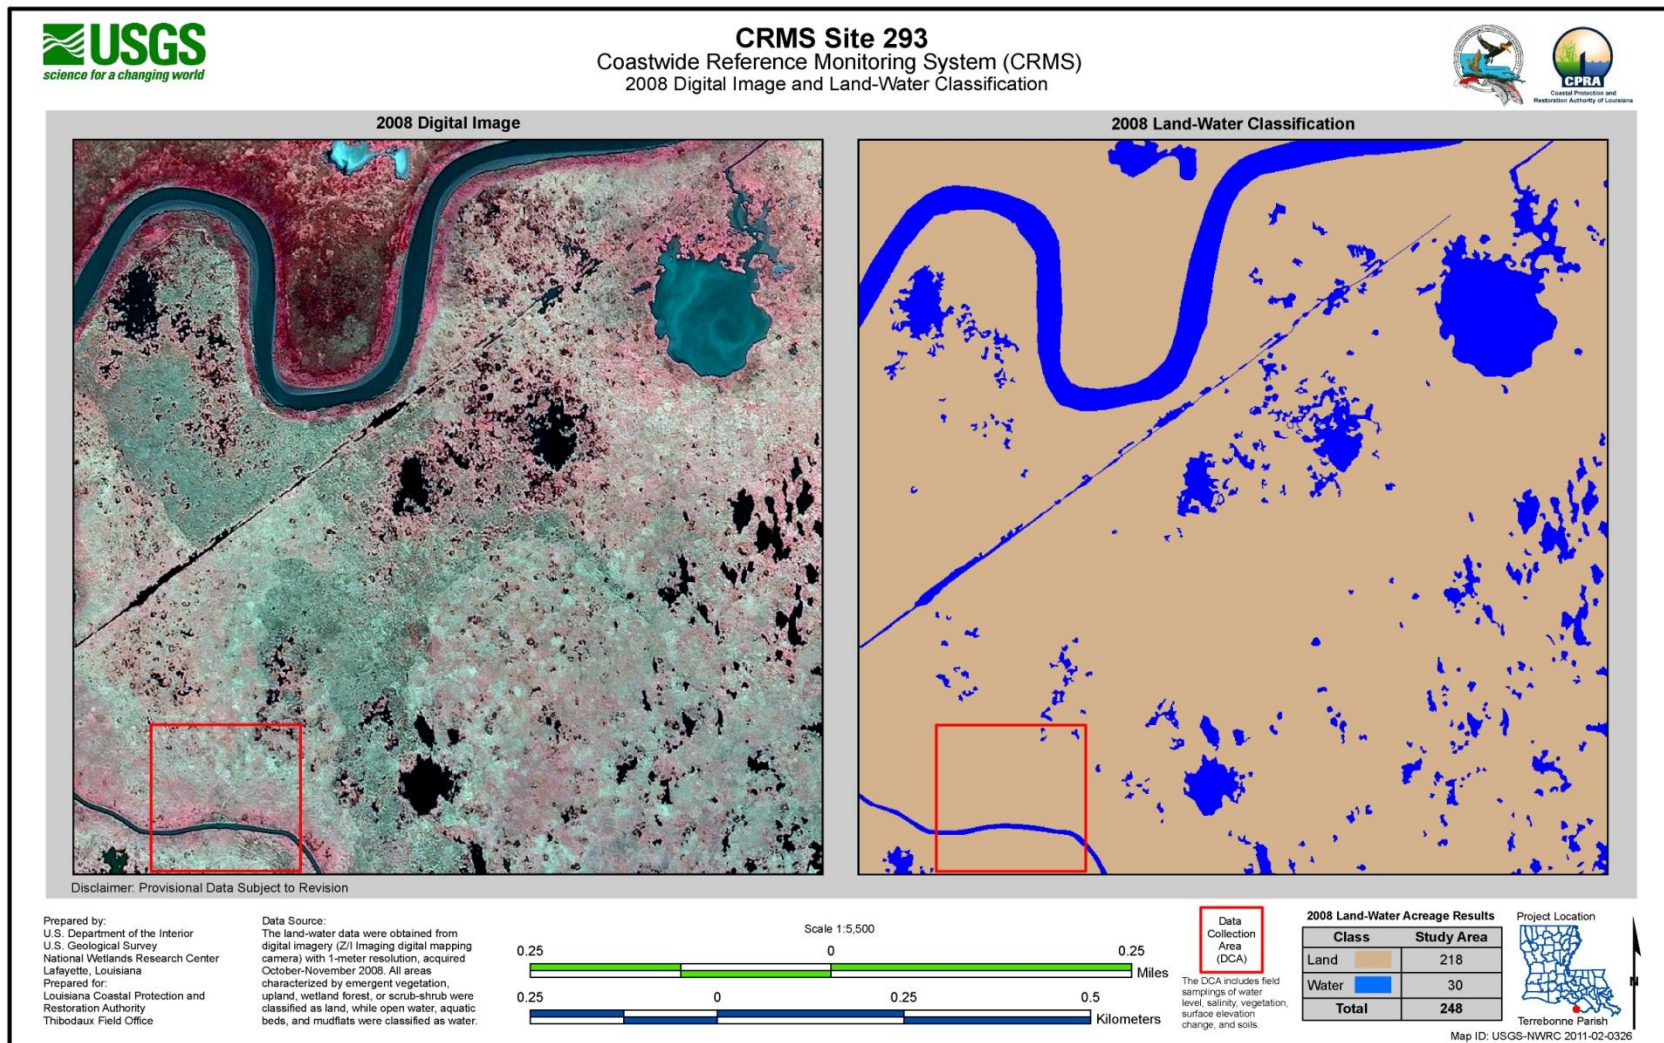 USGS
science for a changing world
CRMS Site 293
Coastwide Reference Monitoring System (CRMS)
2008 Digital Image and Land-Water Classification
CPRA
Coastal Protection and
Restoration Authority of Louisiana
2008 Digital Image
2008 Land-Water Classification
Disclaimer: Provisional Data Subject to Revision
Prepared by:
U.S. Department of the Interior
U.S. Geological Survey
National Wetlands Research Center
Lafayette, Louisiana
Prepared for:
Louisiana Coastal Protection and
Restoration Authority
Thibodaux Field Office
Data Source:
The land-water data were obtained from
digital imagery (Z/I Imaging digital mapping
camera) with 1-meter resolution, acquired
October-November 2008. All areas
characterized by emergent vegetation,
upland, wetland forest, or scrub-shrub were
classified as land, while open water, aquatic
beds, and mudflats were classified as water.
Scale 1:5,500
0.25 0 0.25
Miles
0.25 0 0.25 0.5
Kilometers
Data
Collection
Area
(DCA)
The DCA includes field
samplings of water
level, salinity, vegetation,
surface elevation
change, and soils.
2008 Land-Water Acreage Results
Class Study Area
Land 218
Water 30
Total 248
Project Location
N
Terrebonne Parish
Map ID: USGS-NWRC 2011-02-0326